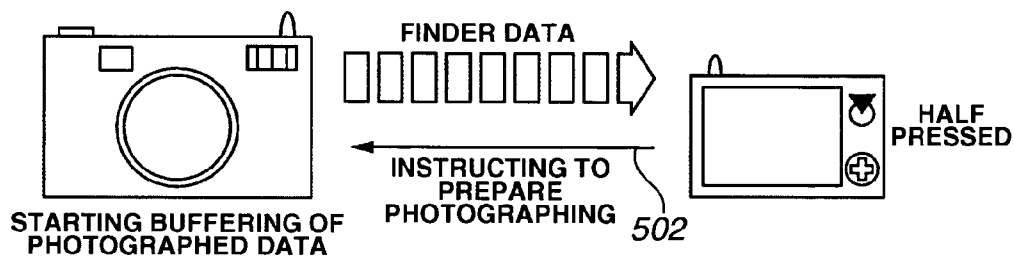 FINDER DATA
HALF
PRESSED
INSTRUCTING TO
PREPARE
PHOTOGRAPHING
502
STARTING BUFFERING OF
PHOTOGRAPHED DATA